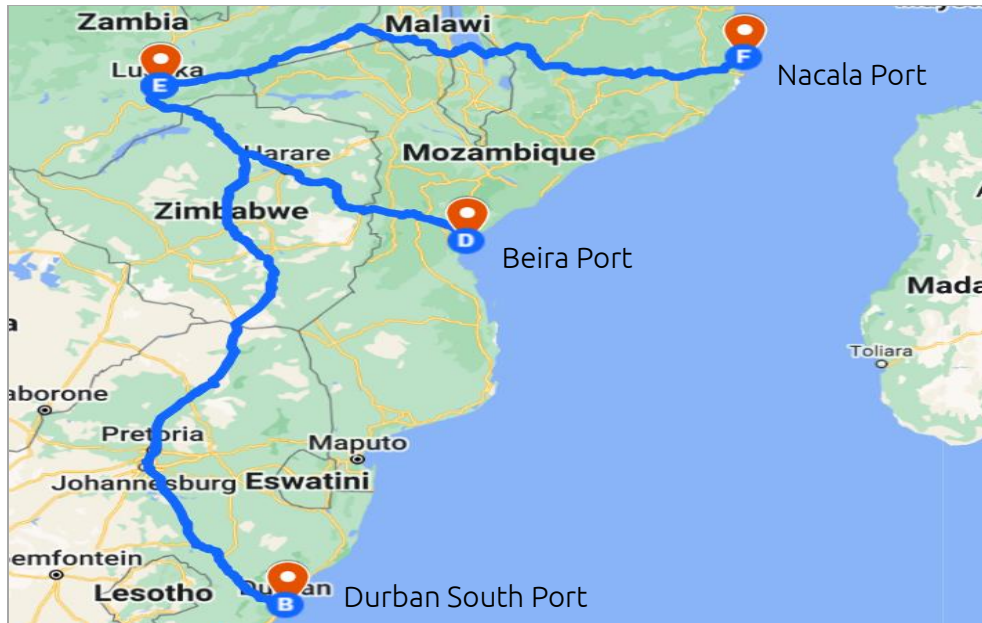 Zambia
Malawi
Lusaka
E
F
Nacala Port
Harare
Mozambique
Zimbabwe
D
Beira Port
Mada
Toliara
aborone
Pretoria
Maputo
Johannesburg
Eswatini
emfontein
Durban
Lesotho
B
Durban South Port